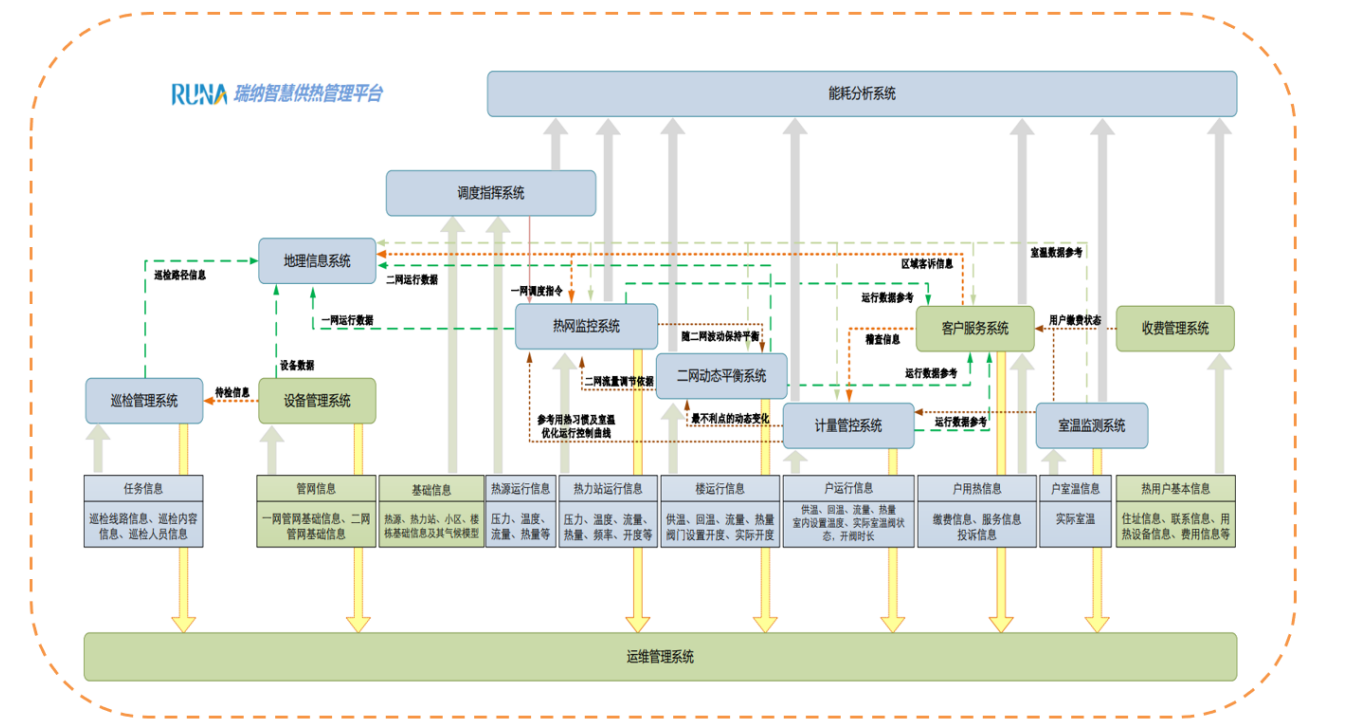 RUNA 瑞纳智慧供热管理平台
能耗分析系统
调度指挥系统
地理信息系统
室温数据参考
区域客诉信息
巡检路径信息
二网运行数据
一网调度指令
运行数据参考
一网运行数据
热网监控系统
客户服务系统
用户缴费状态
收费管理系统
随二网波动保持平衡
稽查信息
设备数据
二网动态平衡系统
运行数据参考
二网流量调节依据
巡检管理系统
待检信息
设备管理系统
参考用热习惯及室温
优化运行控制曲线
最不利点的动态变化
计量管控系统
运行数据参考
室温监测系统
任务信息
巡检线路信息、巡检内容
信息、巡检人员信息
管网信息
一网管网基础信息、二网
管网基础信息
基础信息
热源、热力站、小区、楼
栋基础信息及其气候模型
热源运行信息
压力、温度、
流量、热量等
热力站运行信息
压力、温度、流量、
热量、频率、开度等
楼运行信息
供温、回温、流量、热量
阀门设置开度、实际开度
户运行信息
供温、回温、流量、热量
室内设置温度、实际室温阀状
态，开阀时长
户用热信息
缴费信息、服务信息
投诉信息
户室温信息
实际室温
热用户基本信息
住址信息、联系信息、用
热设备信息、费用信息等
运维管理系统